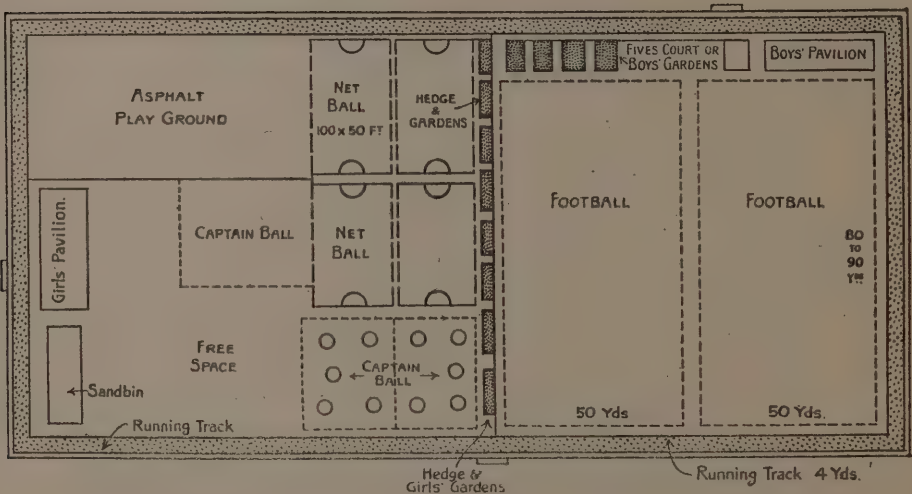 ASPHALT
PLAY GROUND
NET
BALL
100 x 50 FT
HEDGE
&
GARDENS
FIVES COURT OR
BOYS' GARDENS
BOYS' PAVILION
Girls' Pavilion.
CAPTAIN BALL
NET
BALL
FOOTBALL
FOOTBALL
80
TO
90
YDS
FREE
SPACE
CAPTAIN
BALL
Sandbin
Running Track
50 Yds
50 Yds.
Hedge &
Girls' Gardens
Running Track 4 Yds.